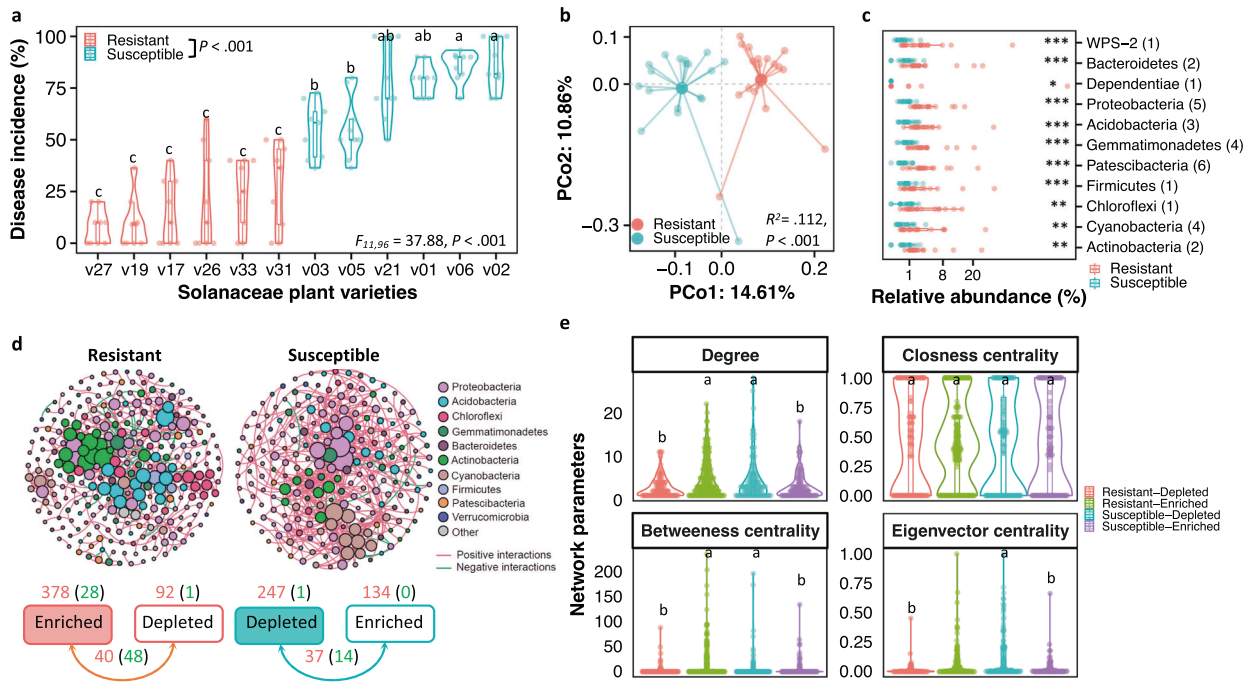 a
Disease incidence (%)
100
75
50
25
0
Resistant
Susceptible
P < .001
c
c
c
c
c
c
b
b
ab
ab
a
a
F11,96 = 37.88, P < .001
v27 v19 v17 v26 v33 v31 v03 v05 v21 v01 v06 v02
Solanaceae plant varieties
b
PCo2: 10.86%
0.1
0.0
−0.3
Resistant
Susceptible
R2= .112,
P < .001
−0.1 0.0 0.2
PCo1: 14.61%
c
*** WPS−2 (1)
*** Bacteroidetes (2)
* Dependentiae (1)
*** Proteobacteria (5)
*** Acidobacteria (3)
*** Gemmatimonadetes (4)
*** Patescibacteria (6)
*** Firmicutes (1)
** Chloroflexi (1)
** Cyanobacteria (4)
** Actinobacteria (2)
1 8 20
Relative abundance (%)
Resistant
Susceptible
d
Resistant
Susceptible
Proteobacteria
Acidobacteria
Chloroflexi
Gemmatimonadetes
Bacteroidetes
Actinobacteria
Cyanobacteria
Firmicutes
Patescibacteria
Verrucomicrobia
Other
Positive interactions
Negative interactions
378 (28) 92 (1) 247 (1) 134 (0)
Enriched Depleted Depleted Enriched
40 (48) 37 (14)
e
Network parameters
Degree
20
10
0
b
a
a
b
Closness centrality
1.00
0.75
0.50
0.25
0.00
a
a
a
a
Betweeness centrality
200
150
100
50
0
b
a
a
b
Eigenvector centrality
1.00
0.75
0.50
0.25
0.00
b
a
b
Resistant−Depleted
Resistant−Enriched
Susceptible−Depleted
Susceptible−Enriched